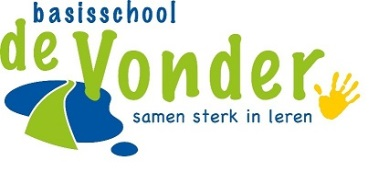 basisschool
de Vonder
samen sterk in leren